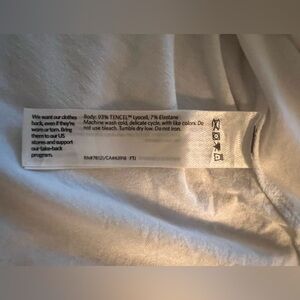 We want our clothes
back, even if they're
worn or torn. Bring
them to our US
stores and support
our take-back
program.
Body: 93% TENCEL™ Lyocell, 7% Elastane
Machine wash cold, delicate cycle, with like colors. Do
not use bleach. Tumble dry low. Do not iron.